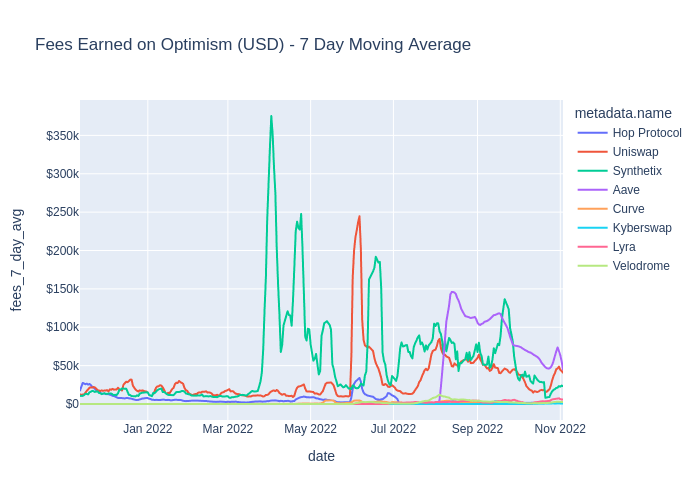 Fees Earned on Optimism (USD) - 7 Day Moving Average
metadata.name
Hop Protocol
Uniswap
Synthetix
Aave
Curve
Kyberswap
Lyra
Velodrome
fees_7_day_avg
$350k
$300k
$250k
$200k
$150k
$100k
$50k
$0
Jan 2022
Mar 2022
May 2022
Jul 2022
Sep 2022
Nov 2022
date